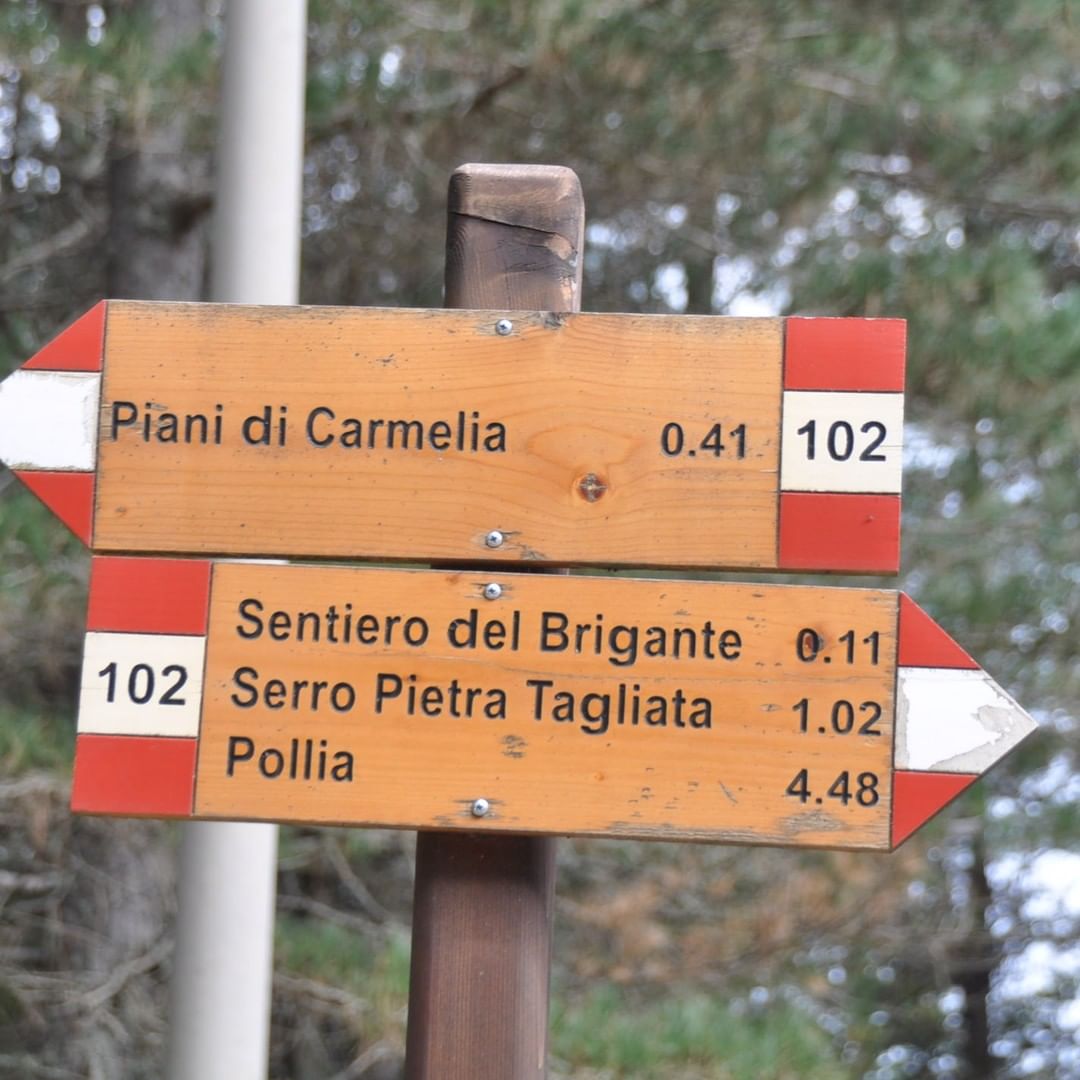 Piani di Carmelia 0.41 102
102 Sentiero del Brigante 0.11
Serro Pietra Tagliata 1.02
Pollia 4.48